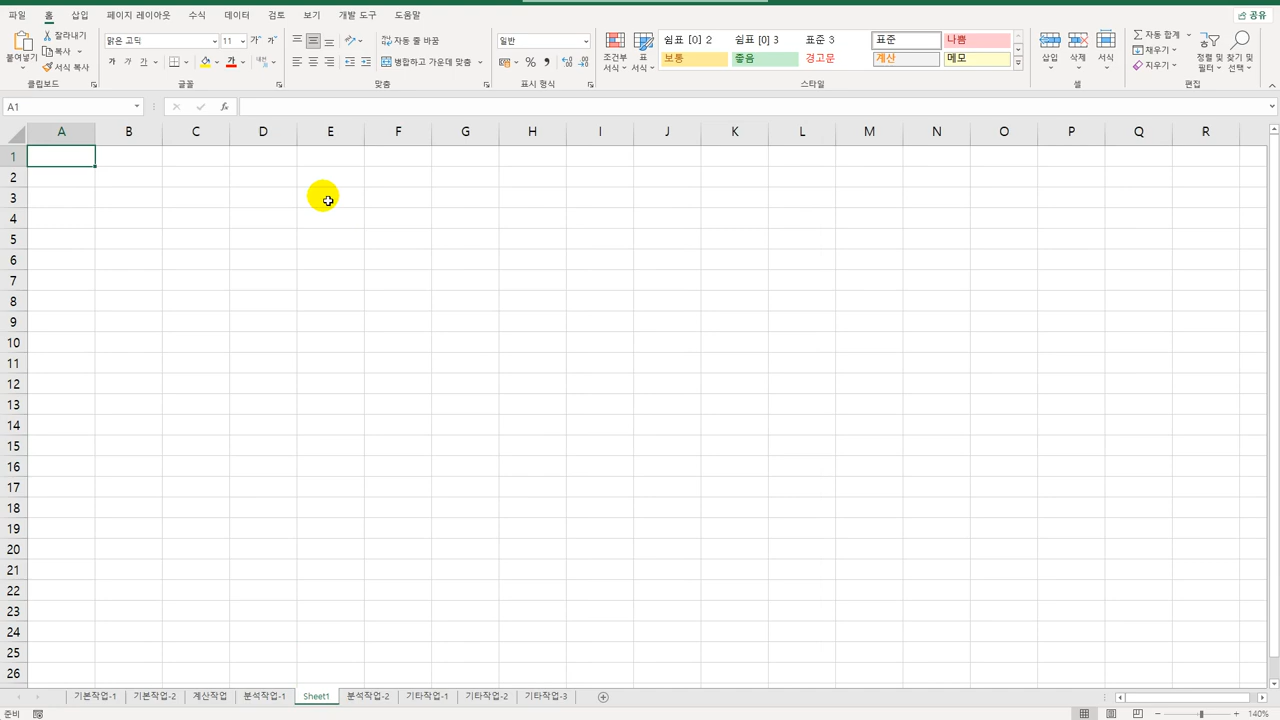 파일 홈 삽입 페이지 레이아웃 수식 데이터 검토 보기 개발 도구 도움말 공유
붙여넣기 잘라내기 복사 서식 복사 클립보드
맑은 고딕 11 가 가 가 가 가 가 글꼴
자동 줄 바꿈 병합하고 가운데 맞춤 맞춤
일반 % 표시 형식
조건부 서식 표 서식
쉼표 [0] 2 쉼표 [0] 3 표준 3 표준 나쁨
보통 좋음 경고문 계산 메모
스타일
삽입 삭제 서식 셀
자동 합계 채우기 지우기 정렬 및 필터 찾기 및 선택 편집
A1 fx
A B C D E F G H I J K L M N O P Q R
1
2
3
4
5
6
7
8
9
10
11
12
13
14
15
16
17
18
19
20
21
22
23
24
25
26
기본작업-1 기본작업-2 계산작업 분석작업-1 Sheet1 분석작업-2 기타작업-1 기타작업-2 기타작업-3
준비 140%